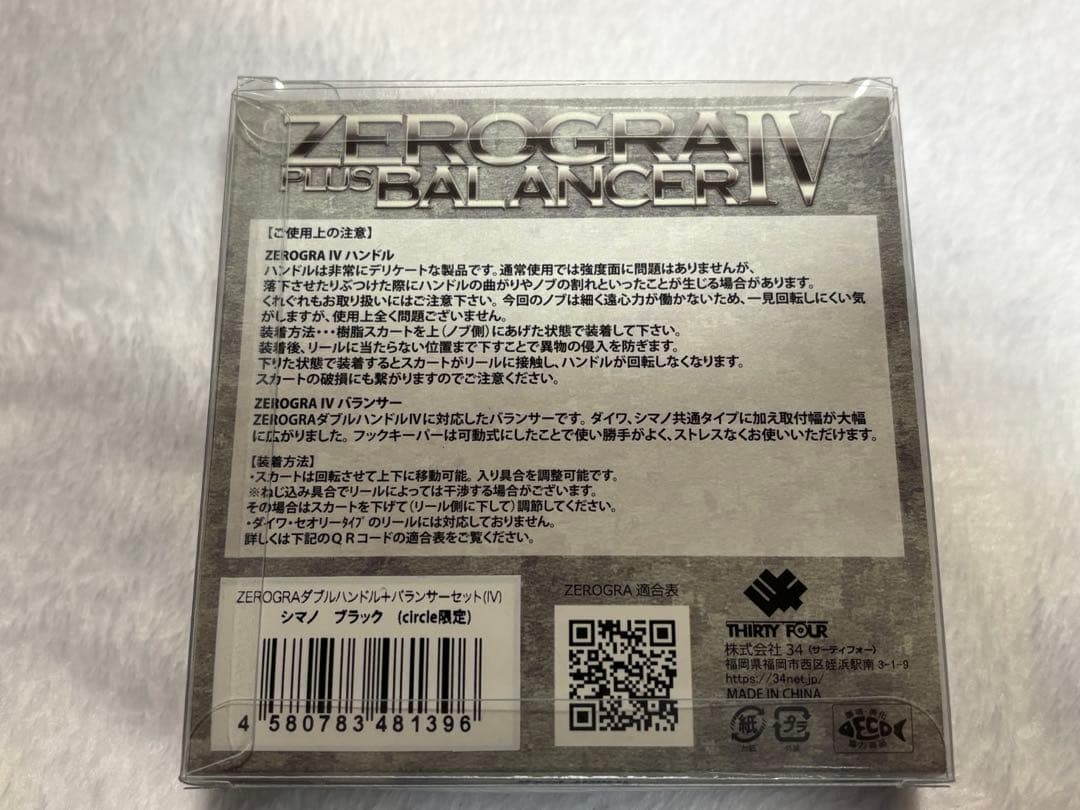 ZEROGRA IV
PLUS BALANCER
【ご使用上の注意】
ZEROGRA IV ハンドル
ハンドルは非常にデリケートな製品です。通常使用では強度面に問題はありませんが、
落下させたりぶつけた際にハンドルの曲がりやノブの割れといったことが生じる場合があります。
くれぐれもお取り扱いにはご注意下さい。今回のノブは細く遠心力が働かないため、一見回転しにくい気
がしますが、使用上全く問題ございません。
装着方法・・・樹脂スカートを上(ノブ側)にあげた状態で装着して下さい。
装着後、リールに当たらない位置まで下すことで異物の侵入を防ぎます。
下りた状態で装着するとスカートがリールに接触し、ハンドルが回転しなくなります。
スカートの破損にも繋がりますのでご注意ください。
ZEROGRA IV バランサー
ZEROGRAダブルハンドルIVに対応したバランサーです。ダイワ、シマノ共通タイプに加え取付幅が大幅
に広がりました。フックキーパーは可動式にしたことで使い勝手がよく、ストレスなくお使いいただけます。
【装着方法】
・スカートは回転させて上下に移動可能。入り具合を調整可能です。
※ねじ込み具合でリールによっては干渉する場合がございます。
その場合はスカートを下げて(リール側に下して)調節してください。
・ダイワ・セオリータイプのリールには対応しておりません。
詳しくは下記のQRコードの適合表をご覧ください。
ZEROGRAダブルハンドル+バランサーセット(IV)
シマノ ブラック (circle限定)
4 580783 481396
ZEROGRA 適合表
THIRTY FOUR
株式会社 34 (サーティフォー)
福岡県福岡市西区姪浜駅南 3-1-9
https://34net.jp/
MADE IN CHINA
紙
プラ
ECO